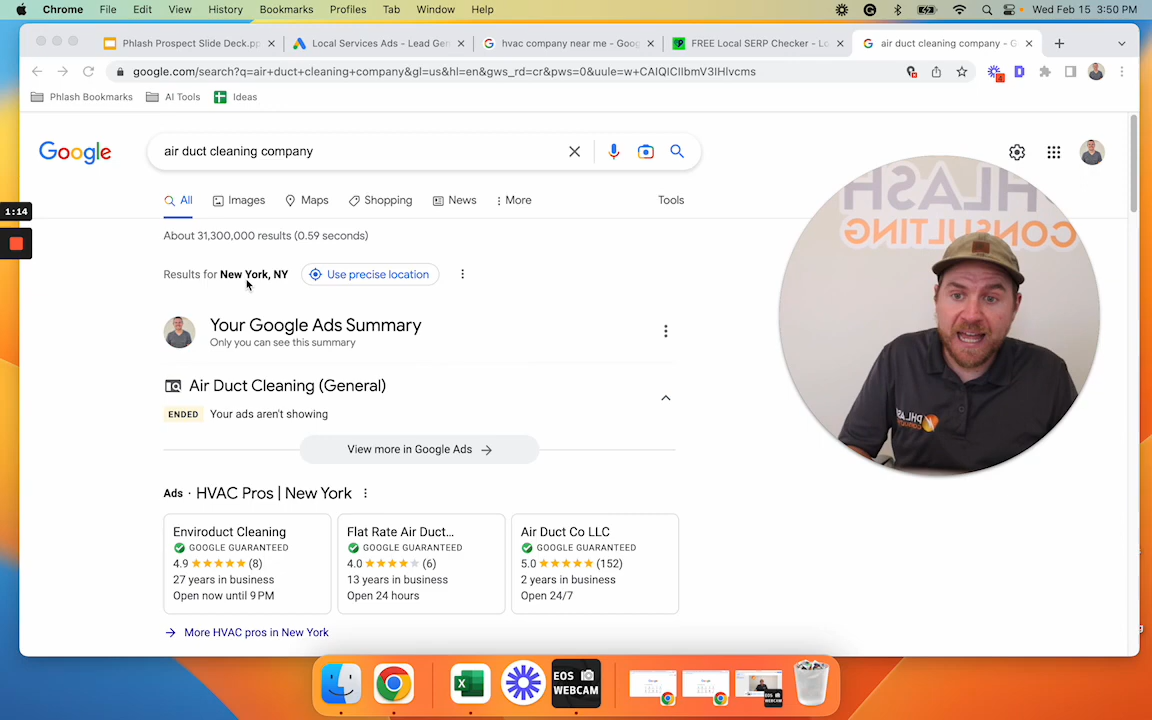 Chrome File Edit View History Bookmarks Profiles Tab Window Help Wed Feb 15 3:50 PM
Phlash Prospect Slide Deck.pp Local Services Ads - Lead Gen hvac company near me - Goog FREE Local SERP Checker - Lo air duct cleaning company - G
google.com/search?q=air+duct+cleaning+company&gl=us&hl=en&gws_rd=cr&pws=0&uule=w+CAIQICIIbmV3IHlvcms
4
Phlash Bookmarks AI Tools Ideas
Google
air duct cleaning company
All Images Maps Shopping News More Tools
PHLASH
CONSULTING
1:14
About 31,300,000 results (0.59 seconds)
Results for New York, NY Use precise location
Your Google Ads Summary
Only you can see this summary
Air Duct Cleaning (General)
ENDED Your ads aren't showing
PHLASH
View more in Google Ads
Ads · HVAC Pros | New York
Enviroduct Cleaning
GOOGLE GUARANTEED
4.9 (8)
27 years in business
Open now until 9 PM
Flat Rate Air Duct...
GOOGLE GUARANTEED
4.0 (6)
13 years in business
Open 24 hours
Air Duct Co LLC
GOOGLE GUARANTEED
5.0 (152)
2 years in business
Open 24/7
More HVAC pros in New York
EOS
WEBCAM